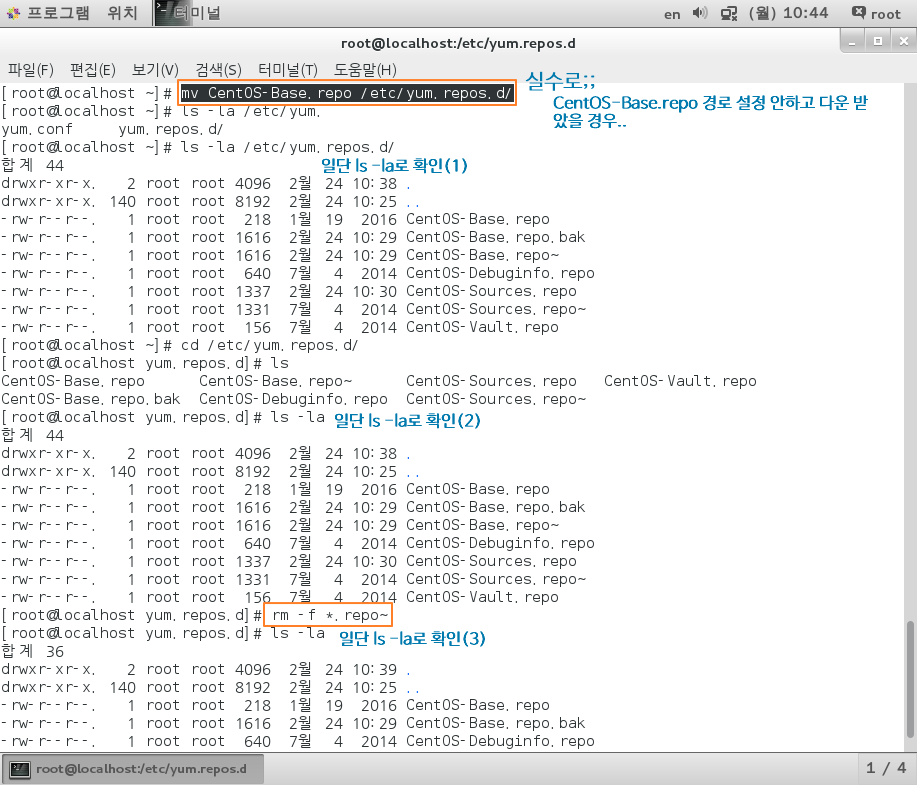 프로그램 위치 터미널 en (월) 10:44 root
root@localhost:/etc/yum.repos.d
파일(F) 편집(E) 보기(V) 검색(S) 터미널(T) 도움말(H)
[root@localhost ~]# mv CentOS-Base.repo /etc/yum.repos.d/
실수로;;
CentOS-Base.repo 경로 설정 안하고 다운 받
았을 경우..
[root@localhost ~]# ls -la /etc/yum.
yum.conf yum.repos.d/
[root@localhost ~]# ls -la /etc/yum.repos.d/
합계 44
일단 ls -la로 확인(1)
drwxr-xr-x. 2 root root 4096 2월 24 10:38 .
drwxr-xr-x. 140 root root 8192 2월 24 10:25 ..
-rw-r--r--. 1 root root 218 1월 19 2016 CentOS-Base.repo
-rw-r--r--. 1 root root 1616 2월 24 10:29 CentOS-Base.repo.bak
-rw-r--r--. 1 root root 1616 2월 24 10:29 CentOS-Base.repo~
-rw-r--r--. 1 root root 640 7월 4 2014 CentOS-Debuginfo.repo
-rw-r--r--. 1 root root 1337 2월 24 10:30 CentOS-Sources.repo
-rw-r--r--. 1 root root 1331 7월 4 2014 CentOS-Sources.repo~
-rw-r--r--. 1 root root 156 7월 4 2014 CentOS-Vault.repo
[root@localhost ~]# cd /etc/yum.repos.d/
[root@localhost yum.repos.d]# ls
CentOS-Base.repo CentOS-Base.repo~ CentOS-Sources.repo CentOS-Vault.repo
CentOS-Base.repo.bak CentOS-Debuginfo.repo CentOS-Sources.repo~
[root@localhost yum.repos.d]# ls -la
일단 ls -la로 확인(2)
합계 44
drwxr-xr-x. 2 root root 4096 2월 24 10:38 .
drwxr-xr-x. 140 root root 8192 2월 24 10:25 ..
-rw-r--r--. 1 root root 218 1월 19 2016 CentOS-Base.repo
-rw-r--r--. 1 root root 1616 2월 24 10:29 CentOS-Base.repo.bak
-rw-r--r--. 1 root root 1616 2월 24 10:29 CentOS-Base.repo~
-rw-r--r--. 1 root root 640 7월 4 2014 CentOS-Debuginfo.repo
-rw-r--r--. 1 root root 1337 2월 24 10:30 CentOS-Sources.repo
-rw-r--r--. 1 root root 1331 7월 4 2014 CentOS-Sources.repo~
-rw-r--r--. 1 root root 156 7월 4 2014 CentOS-Vault.repo
[root@localhost yum.repos.d]# rm -f *.repo~
[root@localhost yum.repos.d]# ls -la
일단 ls -la로 확인(3)
합계 36
drwxr-xr-x. 2 root root 4096 2월 24 10:39 .
drwxr-xr-x. 140 root root 8192 2월 24 10:25 ..
-rw-r--r--. 1 root root 218 1월 19 2016 CentOS-Base.repo
-rw-r--r--. 1 root root 1616 2월 24 10:29 CentOS-Base.repo.bak
-rw-r--r--. 1 root root 640 7월 4 2014 CentOS-Debuginfo.repo
root@localhost:/etc/yum.repos.d 1 / 4